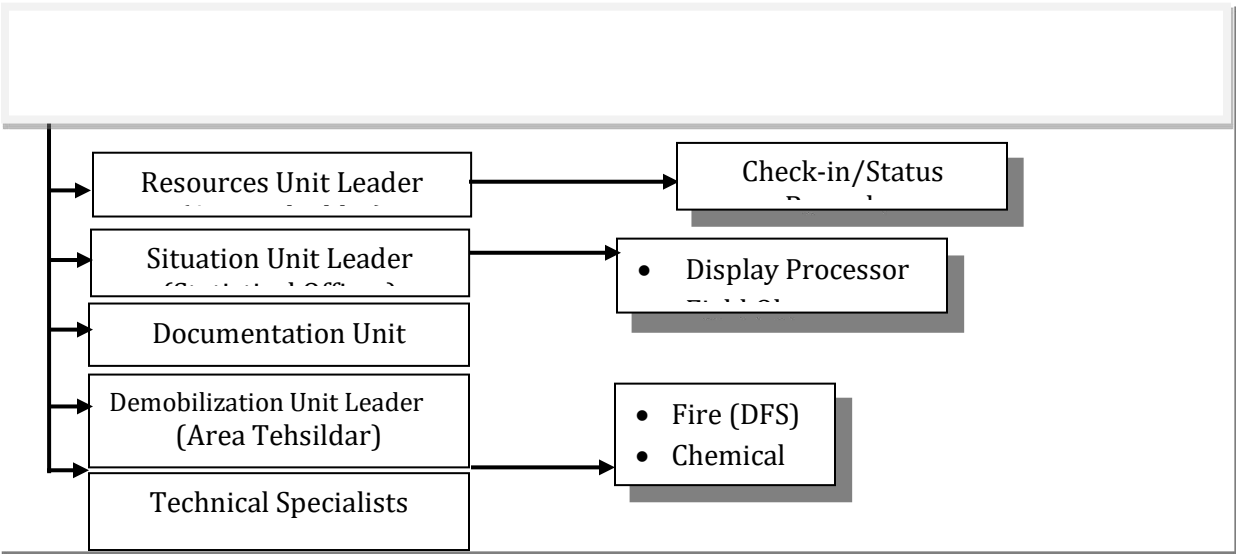 Resources Unit Leader
Check-in/Status
Situation Unit Leader
• Display Processor
Documentation Unit
Demobilization Unit Leader
(Area Tehsildar)
• Fire (DFS)
• Chemical
Technical Specialists